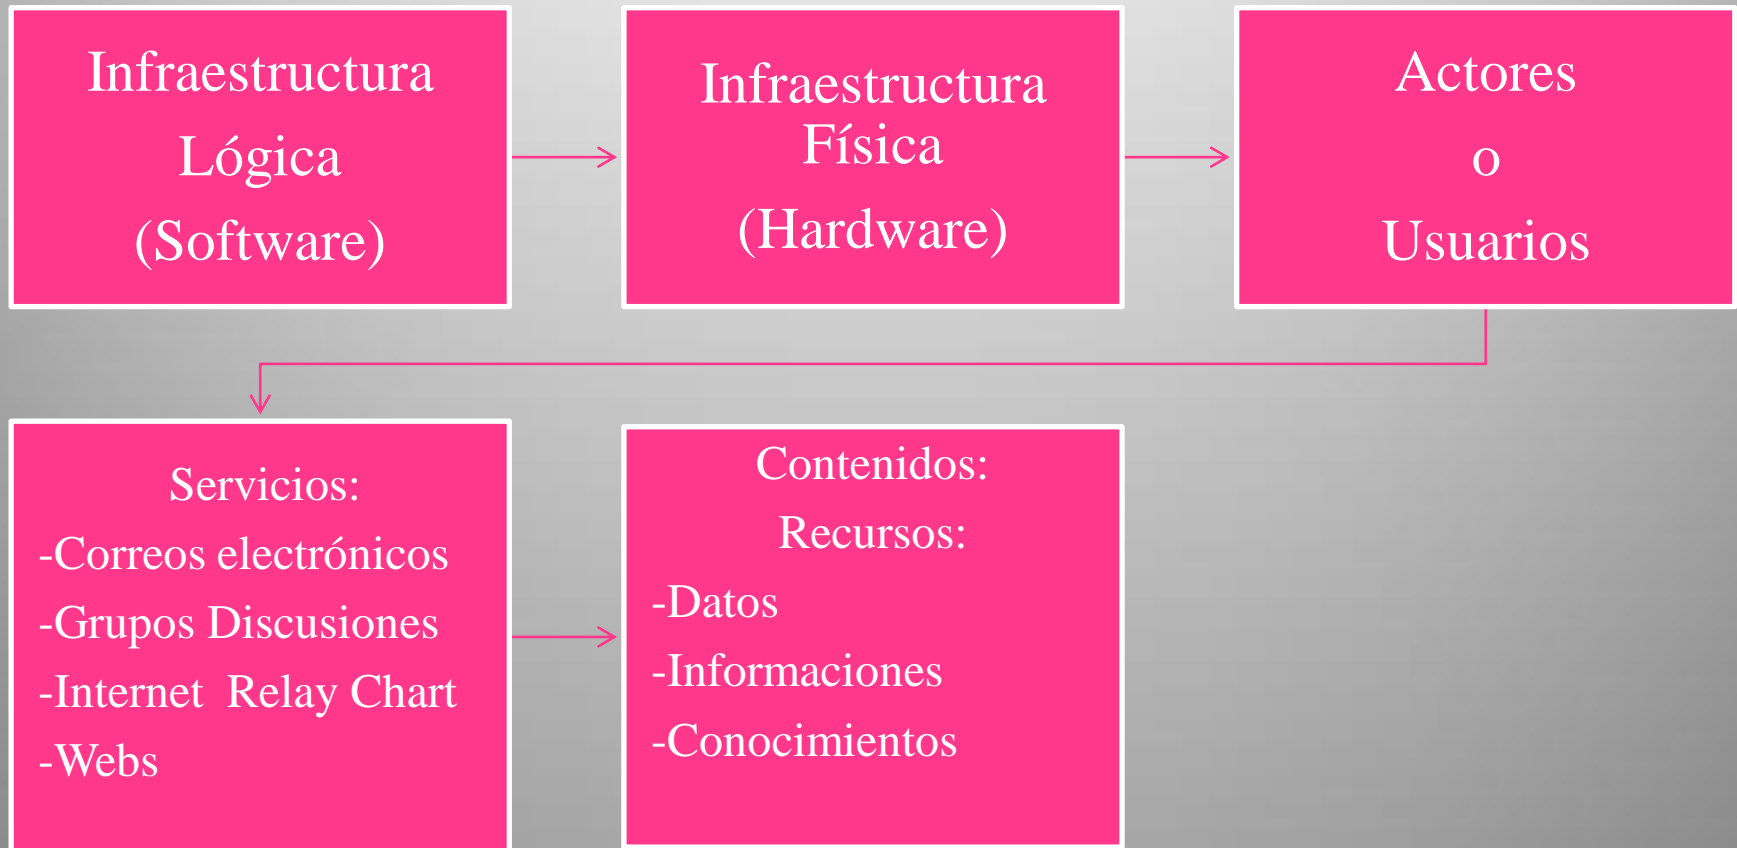 Infraestructura
Lógica
(Software)
Infraestructura
Física
(Hardware)
Actores
o
Usuarios
Servicios:
-Correos electrónicos
-Grupos Discusiones
-Internet  Relay Chart
-Webs
Contenidos:
Recursos:
-Datos
-Informaciones
-Conocimientos